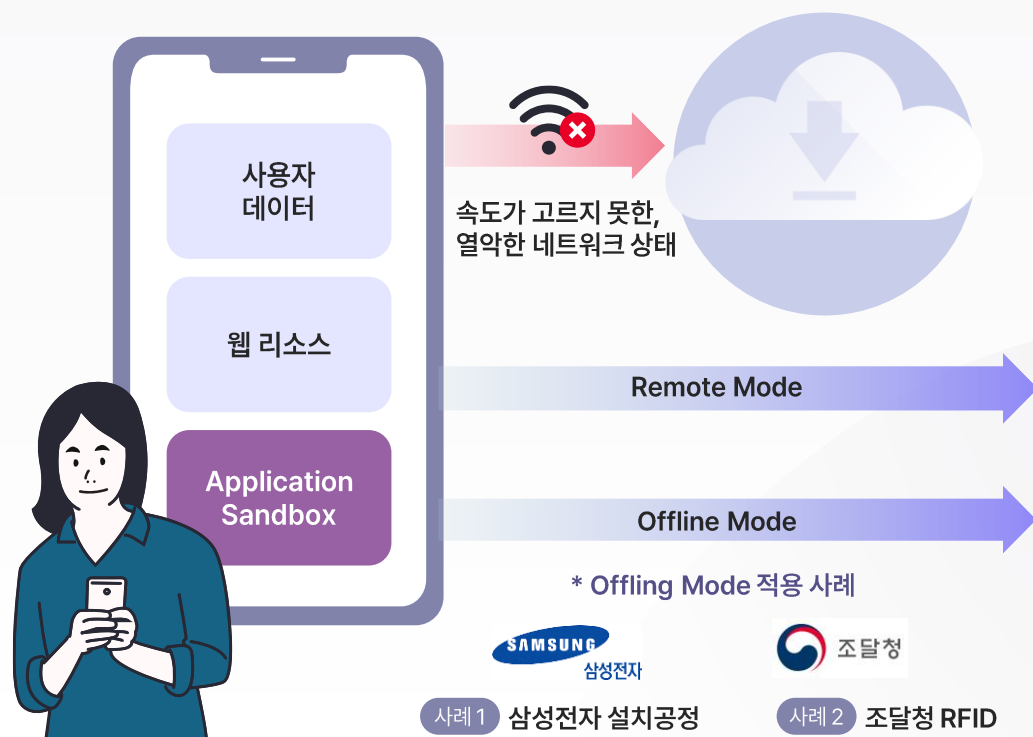 사용자
데이터
웹 리소스
Application
Sandbox
속도가 고르지 못한,
열악한 네트워크 상태
Remote Mode
Offline Mode
* Offling Mode 적용 사례
SAMSUNG
삼성전자
조달청
사례 1 삼성전자 설치공정
사례 2 조달청 RFID